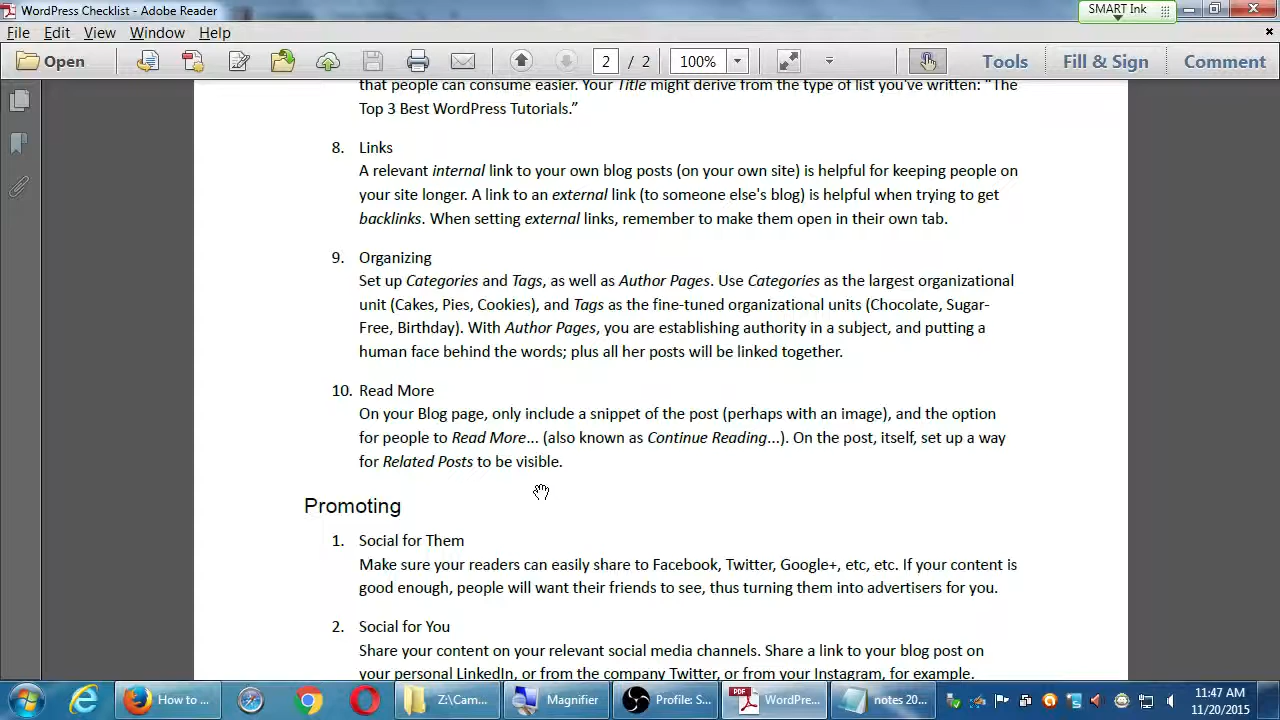 WordPress Checklist - Adobe Reader
SMART Ink
File Edit View Window Help
Open 2 / 2 100% Tools Fill & Sign Comment
that people can consume easier. Your Title might derive from the type of list you've written: “The
Top 3 Best WordPress Tutorials.”
8. Links
A relevant internal link to your own blog posts (on your own site) is helpful for keeping people on
your site longer. A link to an external link (to someone else's blog) is helpful when trying to get
backlinks. When setting external links, remember to make them open in their own tab.
9. Organizing
Set up Categories and Tags, as well as Author Pages. Use Categories as the largest organizational
unit (Cakes, Pies, Cookies), and Tags as the fine-tuned organizational units (Chocolate, Sugar-
Free, Birthday). With Author Pages, you are establishing authority in a subject, and putting a
human face behind the words; plus all her posts will be linked together.
10. Read More
On your Blog page, only include a snippet of the post (perhaps with an image), and the option
for people to Read More... (also known as Continue Reading...). On the post, itself, set up a way
for Related Posts to be visible.
Promoting
1. Social for Them
Make sure your readers can easily share to Facebook, Twitter, Google+, etc, etc. If your content is
good enough, people will want their friends to see, thus turning them into advertisers for you.
2. Social for You
Share your content on your relevant social media channels. Share a link to your blog post on
your personal LinkedIn, or from the company Twitter, or from your Instagram, for example.
How to ... Z:\Cam... Magnifier Profile: S... PDF WordPre... notes 20... 11:47 AM
11/20/2015